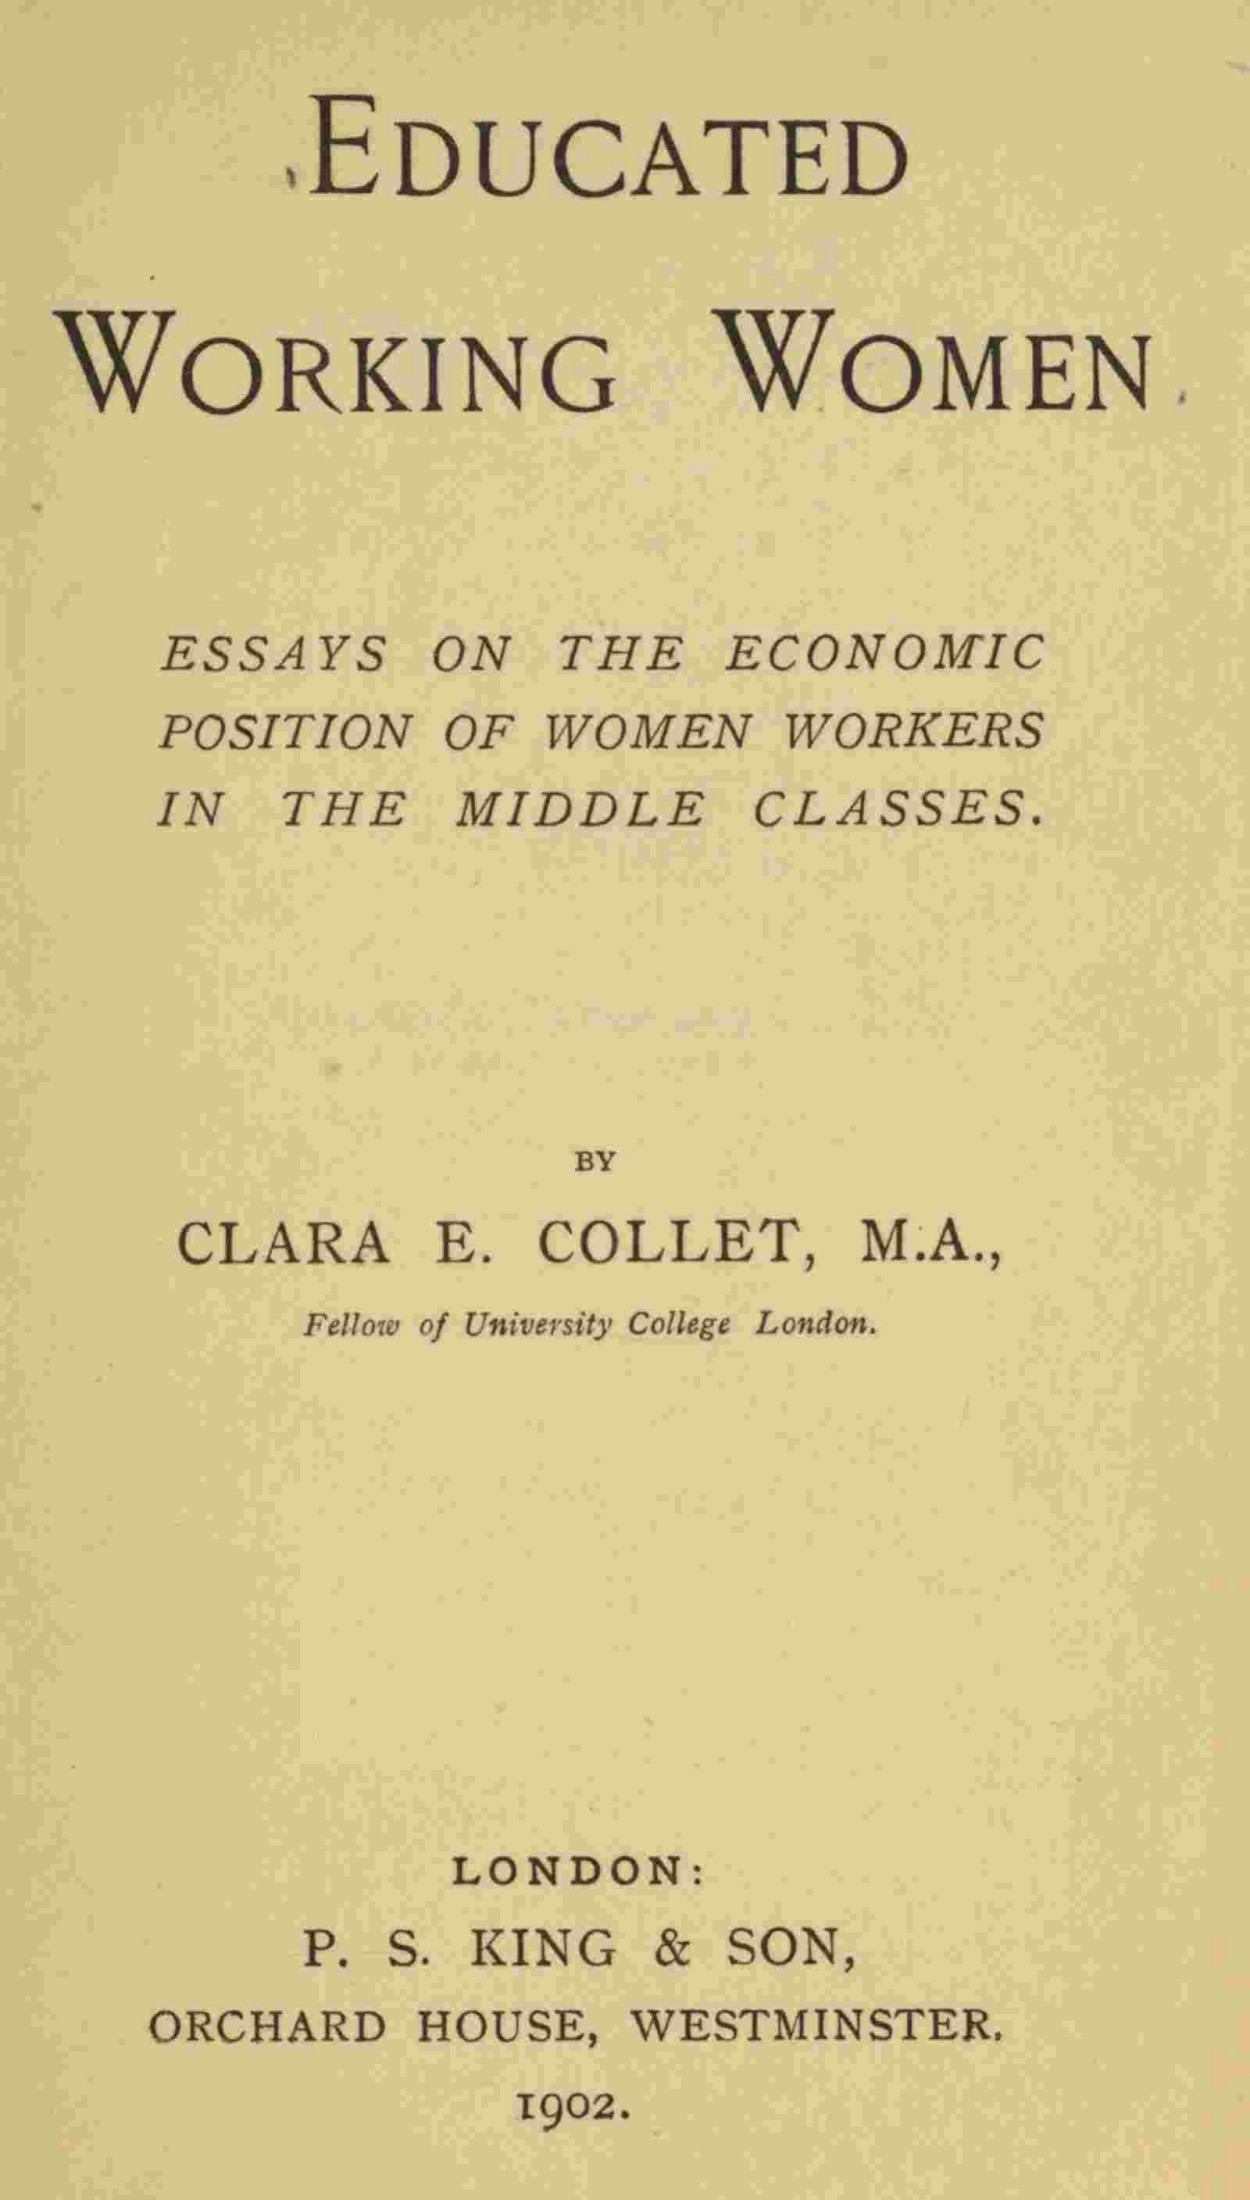 EDUCATED
WORKING WOMEN.
ESSAYS ON THE ECONOMIC
POSITION OF WOMEN WORKERS
IN THE MIDDLE CLASSES.
BY
CLARA E. COLLET, M.A.,
Fellow of University College London.
LONDON:
P. S. KING & SON,
ORCHARD HOUSE, WESTMINSTER.
1902.